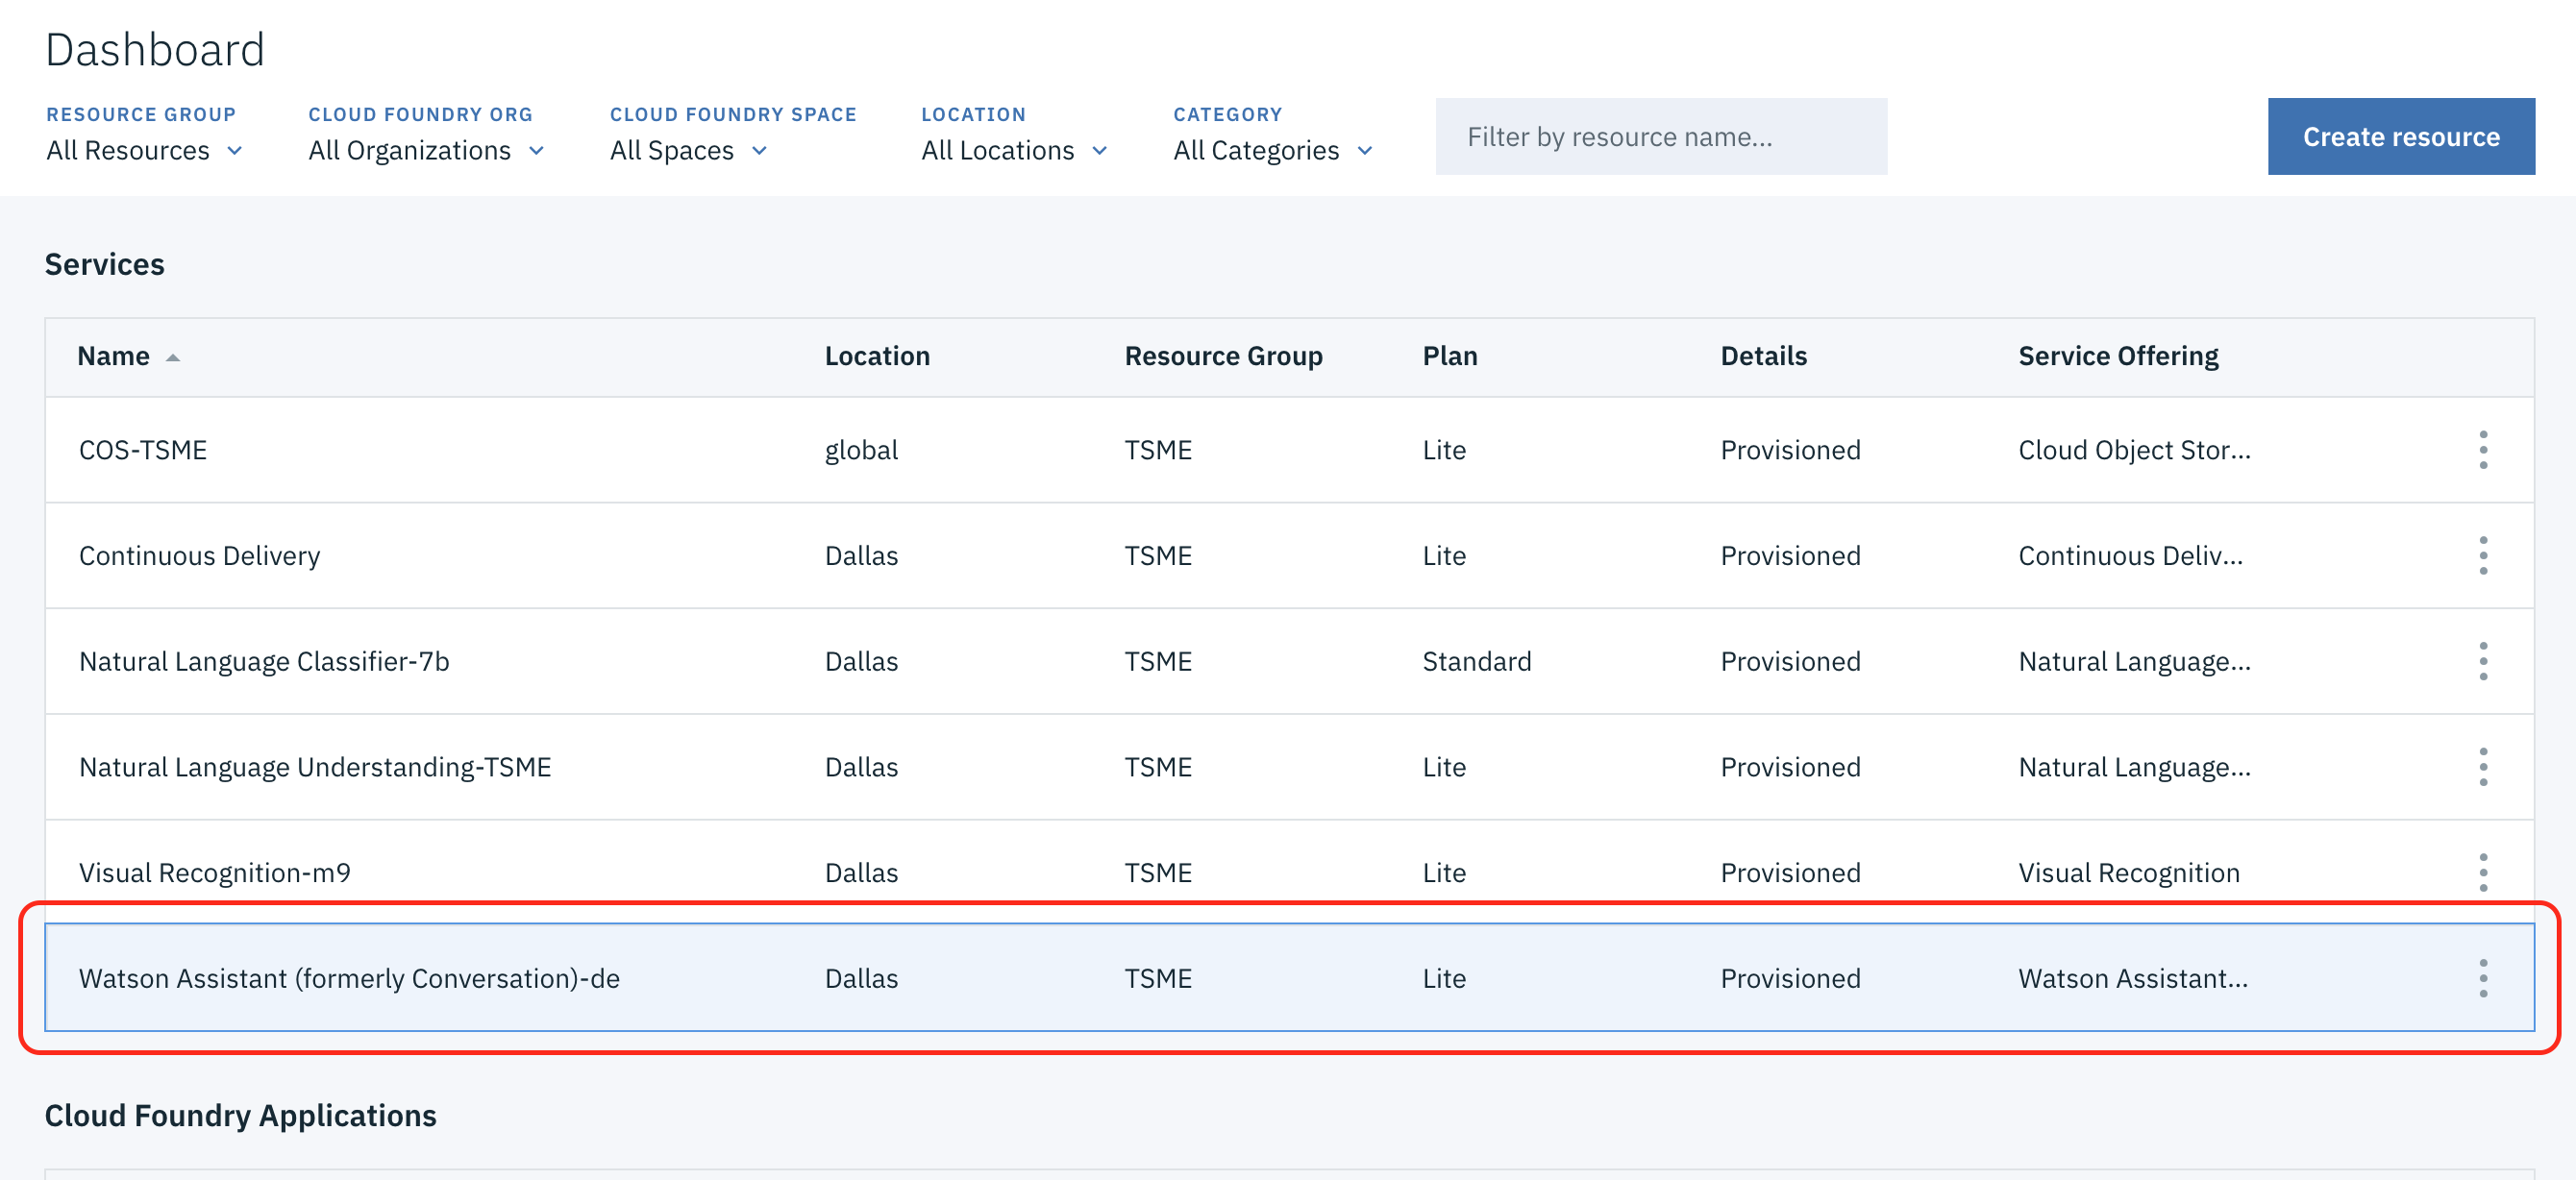 Dashboard
RESOURCE GROUP CLOUD FOUNDRY ORG CLOUD FOUNDRY SPACE LOCATION CATEGORY
All Resources All Organizations All Spaces All Locations All Categories Filter by resource name... Create resource
Services
Name Location Resource Group Plan Details Service Offering
COS-TSME global TSME Lite Provisioned Cloud Object Stor...
Continuous Delivery Dallas TSME Lite Provisioned Continuous Deliv...
Natural Language Classifier-7b Dallas TSME Standard Provisioned Natural Language...
Natural Language Understanding-TSME Dallas TSME Lite Provisioned Natural Language...
Visual Recognition-m9 Dallas TSME Lite Provisioned Visual Recognition
Watson Assistant (formerly Conversation)-de Dallas TSME Lite Provisioned Watson Assistant...
Cloud Foundry Applications